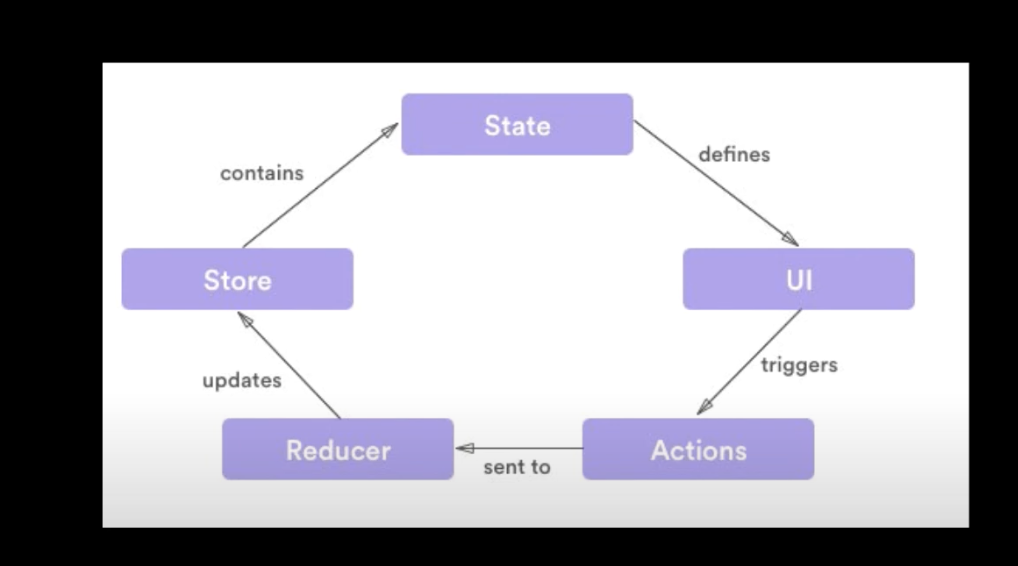 State
defines
contains
Store
UI
triggers
updates
Reducer
Actions
sent to